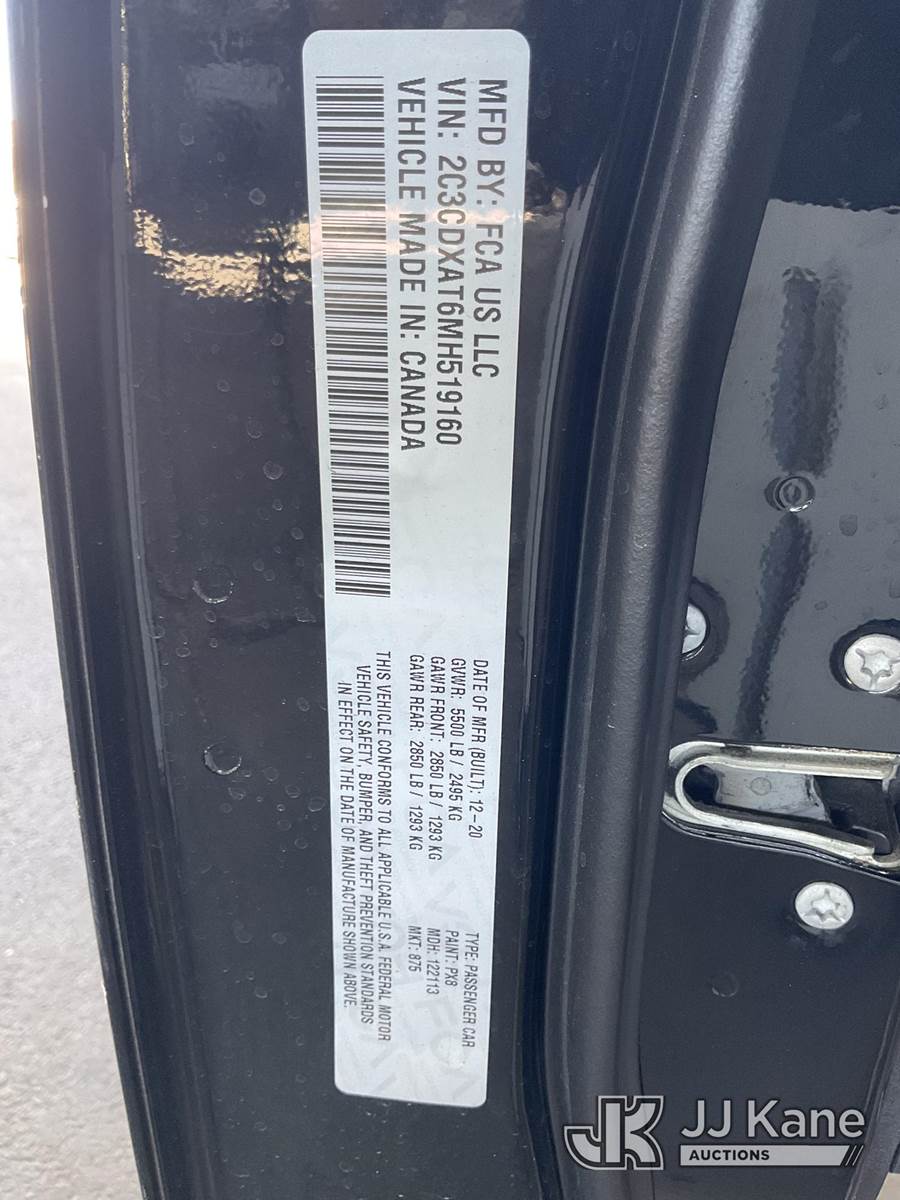 MFD BY: FCA US LLC
VIN: 2C3CDXAT6MH519160
VEHICLE MADE IN: CANADA
DATE OF MFR (BUILT): 12-20
GVWR: 5500 LB / 2495 KG
GAWR FRONT: 2850 LB / 1293 KG
GAWR REAR: 2850 LB / 1293 KG
TYPE: PASSENGER CAR
PAINT: PX8
MDH: 122113
MKT: 875
THIS VEHICLE CONFORMS TO ALL APPLICABLE U.S.A. FEDERAL MOTOR
VEHICLE SAFETY, BUMPER, AND THEFT PREVENTION STANDARDS
IN EFFECT ON THE DATE OF MANUFACTURE SHOWN ABOVE.
JK JJ Kane
AUCTIONS